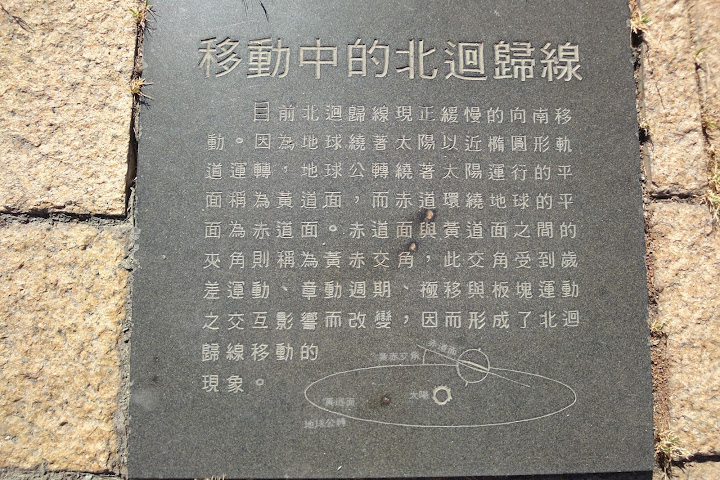 移動中的北迴歸線
目前北迴歸線現正緩慢的向南移
動。因為地球繞著太陽以近橢圓形軌
道運轉，地球公轉繞著太陽運行的平
面稱為黃道面，而赤道環繞地球的平
面為赤道面。赤道面與黃道面之間的
夾角則稱為黃赤交角，此交角受到歲
差運動、章動週期、極移與板塊運動
之交互影響而改變，因而形成了北迴
歸線移動的
現象。
赤道面
黃赤交角
太陽
黃道面
地球公轉